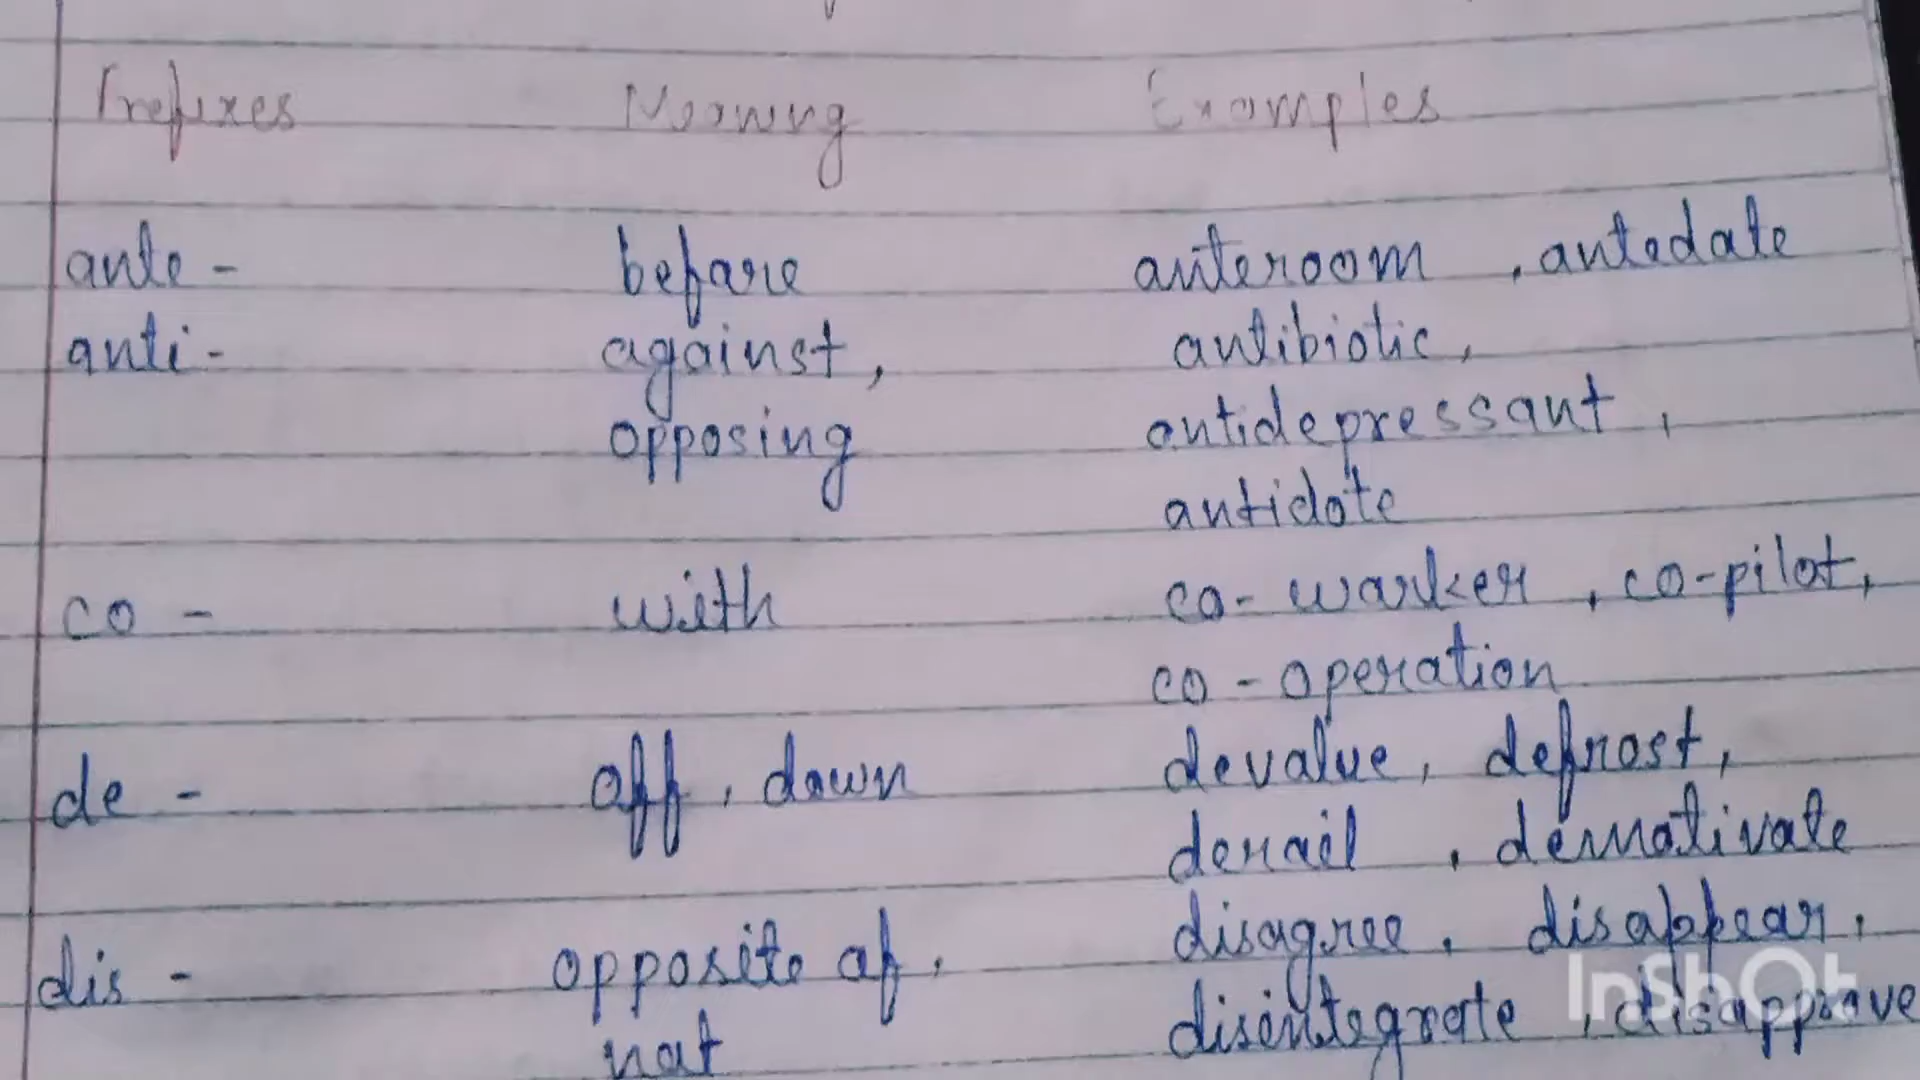 Prefixes Meaning Examples
ante - before anteroom , antedate
anti - against, antibiotic,
opposing antidepressant ,
antidote
co - with co-worker , co-pilot,
co-operation
de - off, down devalue, defrost,
derail , demotivate
dis - opposite of, disagree, disappear,
not disintegrate , disapprove
InShOt